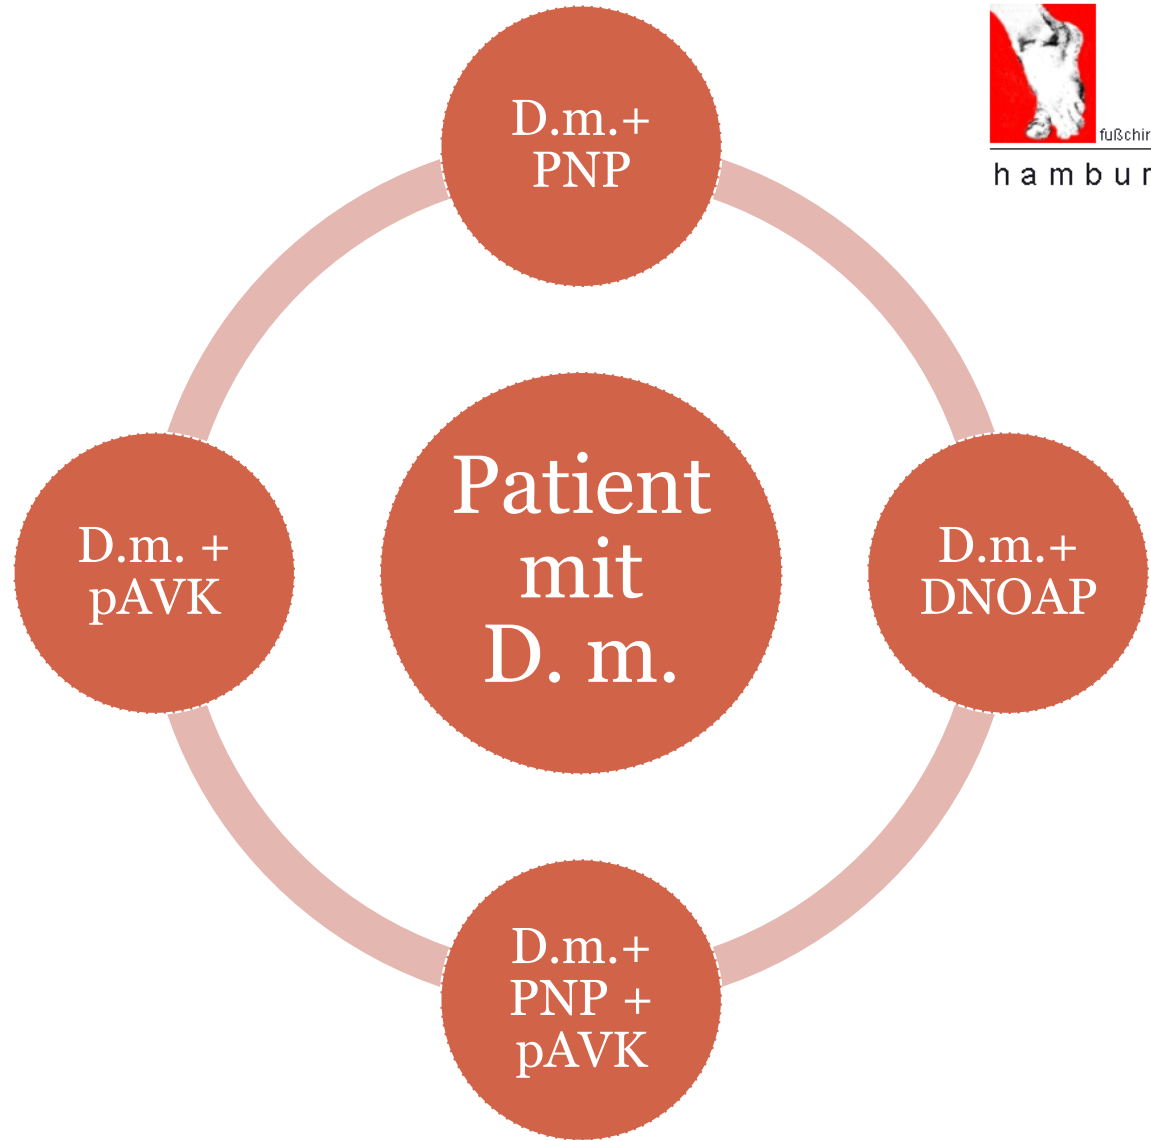 D.m.+
PNP
fußchir
hambur
Patient
mit
D. m.
D.m. +
pAVK
D.m.+
DNOAP
D.m.+
PNP +
pAVK